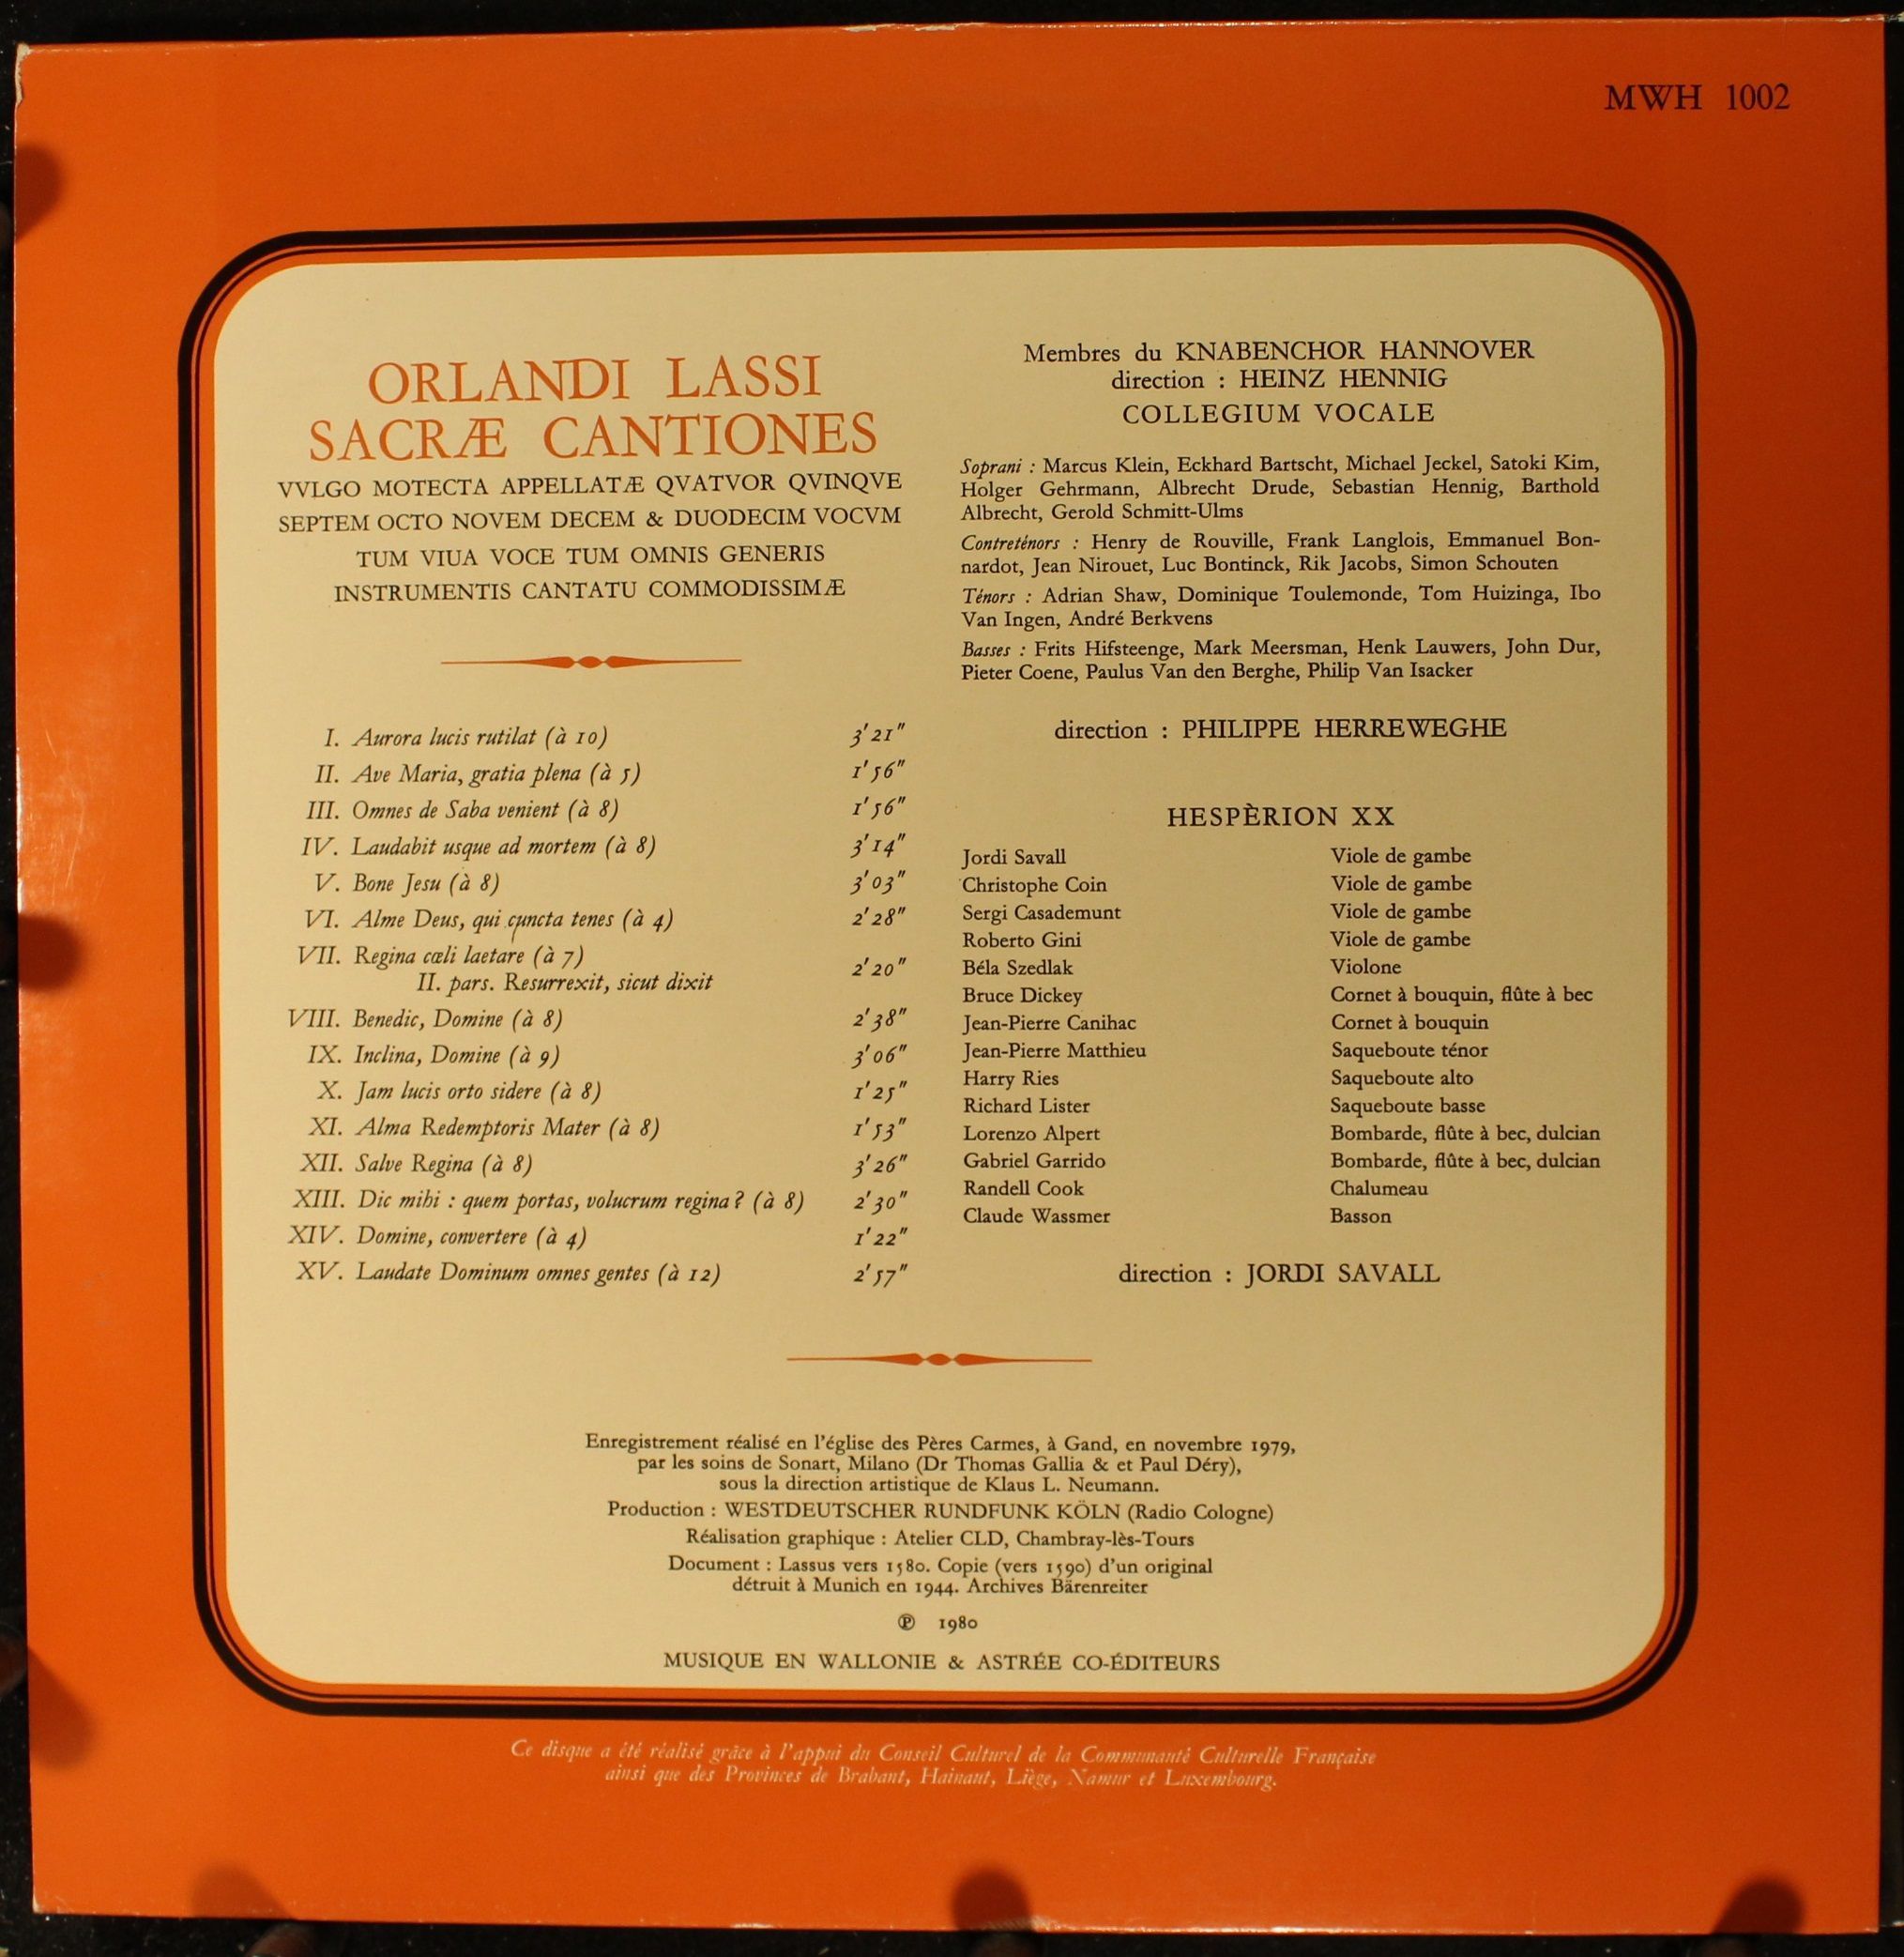 MWH 1002
ORLANDI LASSI
SACRÆ CANTIONES
VVLGO MOTECTA APPELLATÆ QVATVOR QVINQVE
SEPTEM OCTO NOVEM DECEM & DUODECIM VOCVM
TUM VIUA VOCE TUM OMNIS GENERIS
INSTRUMENTIS CANTATU COMMODISSIMÆ
I. Aurora lucis rutilat (à 10) 3'21"
II. Ave Maria, gratia plena (à 5) 1'56"
III. Omnes de Saba venient (à 8) 1'56"
IV. Laudabit usque ad mortem (à 8) 3'14"
V. Bone Jesu (à 8) 3'03"
VI. Alme Deus, qui cuncta tenes (à 4) 2'28"
VII. Regina cœli laetare (à 7)
II. pars. Resurrexit, sicut dixit 2'20"
VIII. Benedic, Domine (à 8) 2'38"
IX. Inclina, Domine (à 9) 3'06"
X. Jam lucis orto sidere (à 8) 1'25"
XI. Alma Redemptoris Mater (à 8) 1'53"
XII. Salve Regina (à 8) 3'26"
XIII. Dic mihi : quem portas, volucrum regina ? (à 8) 2'30"
XIV. Domine, convertere (à 4) 1'22"
XV. Laudate Dominum omnes gentes (à 12) 2'57"
Membres du KNABENCHOR HANNOVER
direction : HEINZ HENNIG
COLLEGIUM VOCALE
Soprani : Marcus Klein, Eckhard Bartscht, Michael Jeckel, Satoki Kim,
Holger Gehrmann, Albrecht Drude, Sebastian Hennig, Barthold
Albrecht, Gerold Schmitt-Ulms
Contreténors : Henry de Rouville, Frank Langlois, Emmanuel Bon-
nardot, Jean Nirouet, Luc Bontinck, Rik Jacobs, Simon Schouten
Ténors : Adrian Shaw, Dominique Toulemonde, Tom Huizinga, Ibo
Van Ingen, André Berkvens
Basses : Frits Hifsteenge, Mark Meersman, Henk Lauwers, John Dur,
Pieter Coene, Paulus Van den Berghe, Philip Van Isacker
direction : PHILIPPE HERREWEGHE
HESPÈRION XX
Jordi Savall Viole de gambe
Christophe Coin Viole de gambe
Sergi Casademunt Viole de gambe
Roberto Gini Viole de gambe
Béla Szedlak Violone
Bruce Dickey Cornet à bouquin, flûte à bec
Jean-Pierre Canihac Cornet à bouquin
Jean-Pierre Matthieu Saqueboute ténor
Harry Ries Saqueboute alto
Richard Lister Saqueboute basse
Lorenzo Alpert Bombarde, flûte à bec, dulcian
Gabriel Garrido Bombarde, flûte à bec, dulcian
Randell Cook Chalumeau
Claude Wassmer Basson
direction : JORDI SAVALL
Enregistrement réalisé en l'église des Pères Carmes, à Gand, en novembre 1979,
par les soins de Sonart, Milano (Dr Thomas Gallia & et Paul Déry),
sous la direction artistique de Klaus L. Neumann.
Production : WESTDEUTSCHER RUNDFUNK KÖLN (Radio Cologne)
Réalisation graphique : Atelier CLD, Chambray-lès-Tours
Document : Lassus vers 1580. Copie (vers 1590) d'un original
détruit à Munich en 1944. Archives Bärenreiter
℗ 1980
MUSIQUE EN WALLONIE & ASTRÉE CO-ÉDITEURS
Ce disque a été réalisé grâce à l'appui du Conseil Culturel de la Communauté Culturelle Française
ainsi que des Provinces de Brabant, Hainaut, Liège, Namur et Luxembourg.